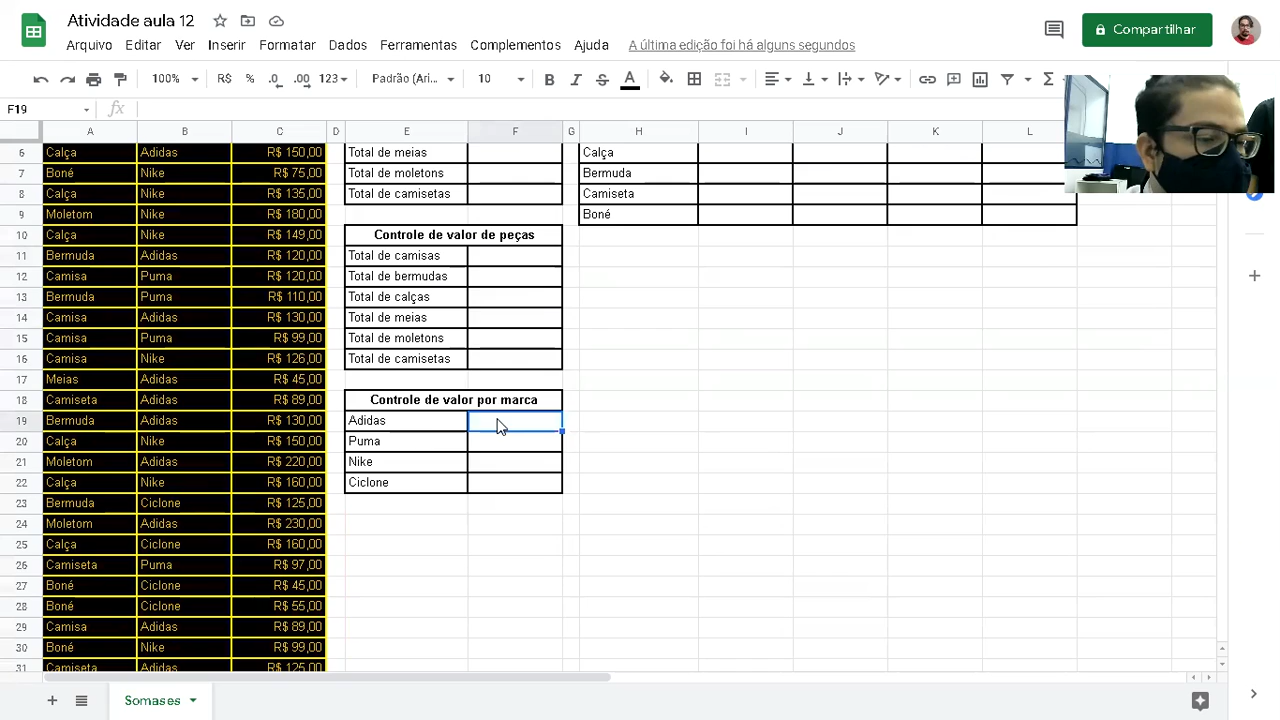 Atividade aula 12
Arquivo Editar Ver Inserir Formatar Dados Ferramentas Complementos Ajuda A última edição foi há alguns segundos
Compartilhar
100% R$ % .0 .00 123 Padrão (Ari... 10
F19 fx
A B C D E F G H I J K L
6 Calça Adidas R$ 150,00 Total de meias Calça
7 Boné Nike R$ 75,00 Total de moletons Bermuda
8 Calça Nike R$ 135,00 Total de camisetas Camiseta
9 Moletom Nike R$ 180,00 Boné
10 Calça Nike R$ 149,00 Controle de valor de peças
11 Bermuda Adidas R$ 120,00 Total de camisas
12 Camisa Puma R$ 120,00 Total de bermudas
13 Bermuda Puma R$ 110,00 Total de calças
14 Camisa Adidas R$ 130,00 Total de meias
15 Camisa Puma R$ 99,00 Total de moletons
16 Camisa Nike R$ 126,00 Total de camisetas
17 Meias Adidas R$ 45,00
18 Camiseta Adidas R$ 89,00 Controle de valor por marca
19 Bermuda Adidas R$ 130,00 Adidas
20 Calça Nike R$ 150,00 Puma
21 Moletom Adidas R$ 220,00 Nike
22 Calça Nike R$ 160,00 Ciclone
23 Bermuda Ciclone R$ 125,00
24 Moletom Adidas R$ 230,00
25 Calça Ciclone R$ 160,00
26 Camiseta Puma R$ 97,00
27 Boné Ciclone R$ 45,00
28 Boné Ciclone R$ 55,00
29 Camisa Adidas R$ 89,00
30 Boné Nike R$ 99,00
31 Camiseta Adidas R$ 125,00
Somases